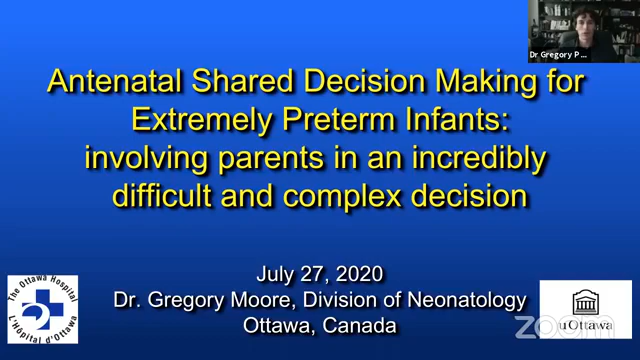 Dr Gregory P...
Antenatal Shared Decision Making for
Extremely Preterm Infants:
involving parents in an incredibly
difficult and complex decision
July 27, 2020
Dr. Gregory Moore, Division of Neonatology
Ottawa, Canada
The Ottawa Hospital
L'Hôpital d'Ottawa
uOttawa
zoom